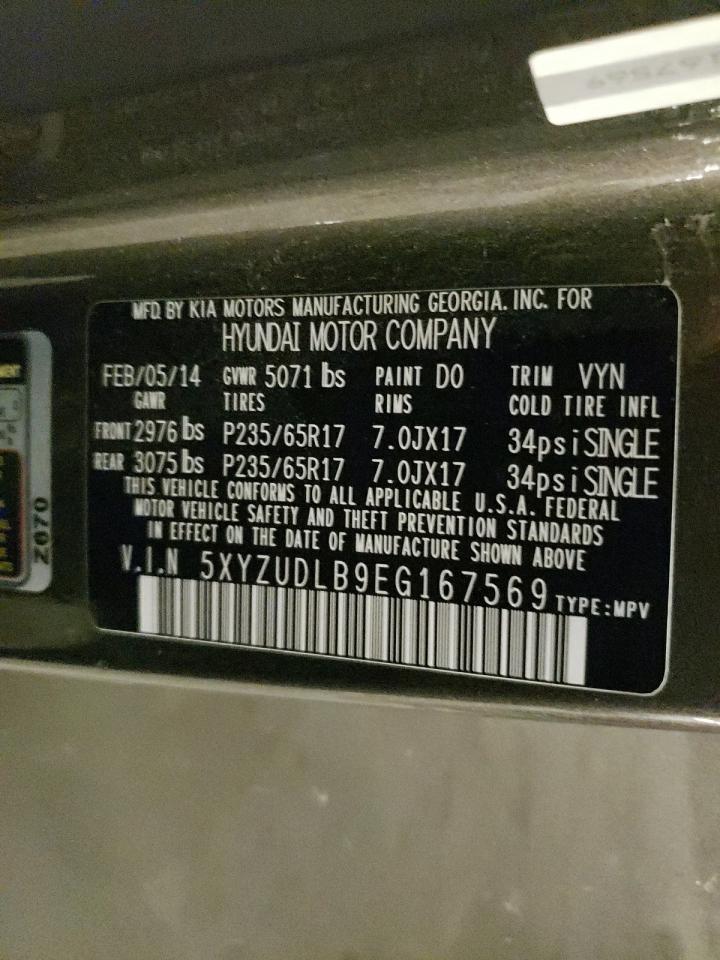 MFD. BY KIA MOTORS MANUFACTURING GEORGIA. INC. FOR
HYUNDAI MOTOR COMPANY
FEB/05/14 GVWR 5071 lbs PAINT DO TRIM VYN
GAWR TIRES RIMS COLD TIRE INFL
FRONT 2976 lbs P235/65R17 7.0JX17 34psi SINGLE
REAR 3075 lbs P235/65R17 7.0JX17 34psi SINGLE
THIS VEHICLE CONFORMS TO ALL APPLICABLE U.S.A. FEDERAL
MOTOR VEHICLE SAFETY AND THEFT PREVENTION STANDARDS
IN EFFECT ON THE DATE OF MANUFACTURE SHOWN ABOVE
V.I.N 5XYZUDLB9EG167569 TYPE:MPV
Z670